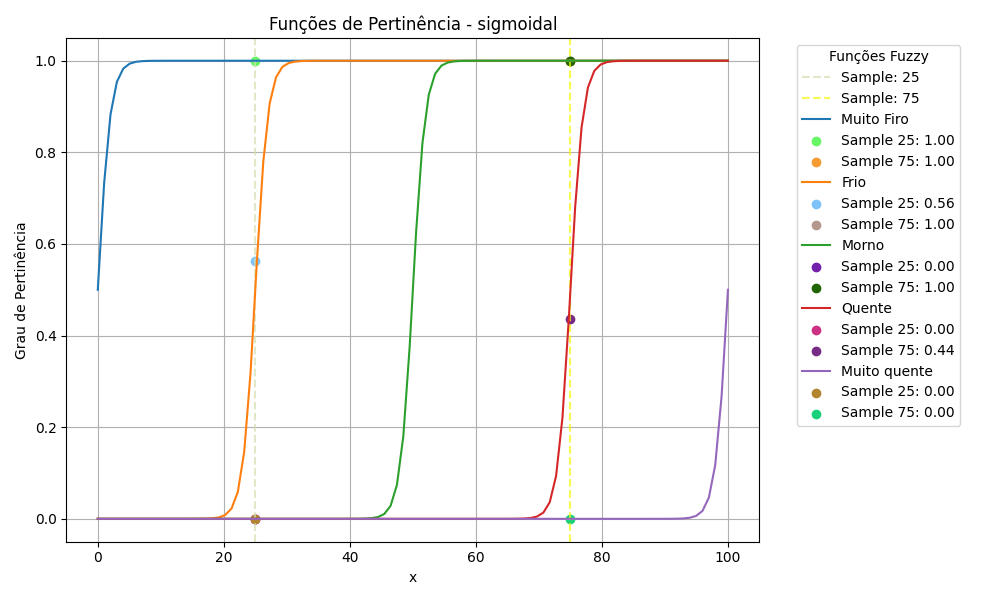 Funções de Pertinência - sigmoidal
Grau de Pertinência
1.0
0.8
0.6
0.4
0.2
0.0
0
20
40
60
80
100
x
Funções Fuzzy
Sample: 25
Sample: 75
Muito Firo
Sample 25: 1.00
Sample 75: 1.00
Frio
Sample 25: 0.56
Sample 75: 1.00
Morno
Sample 25: 0.00
Sample 75: 1.00
Quente
Sample 25: 0.00
Sample 75: 0.44
Muito quente
Sample 25: 0.00
Sample 75: 0.00